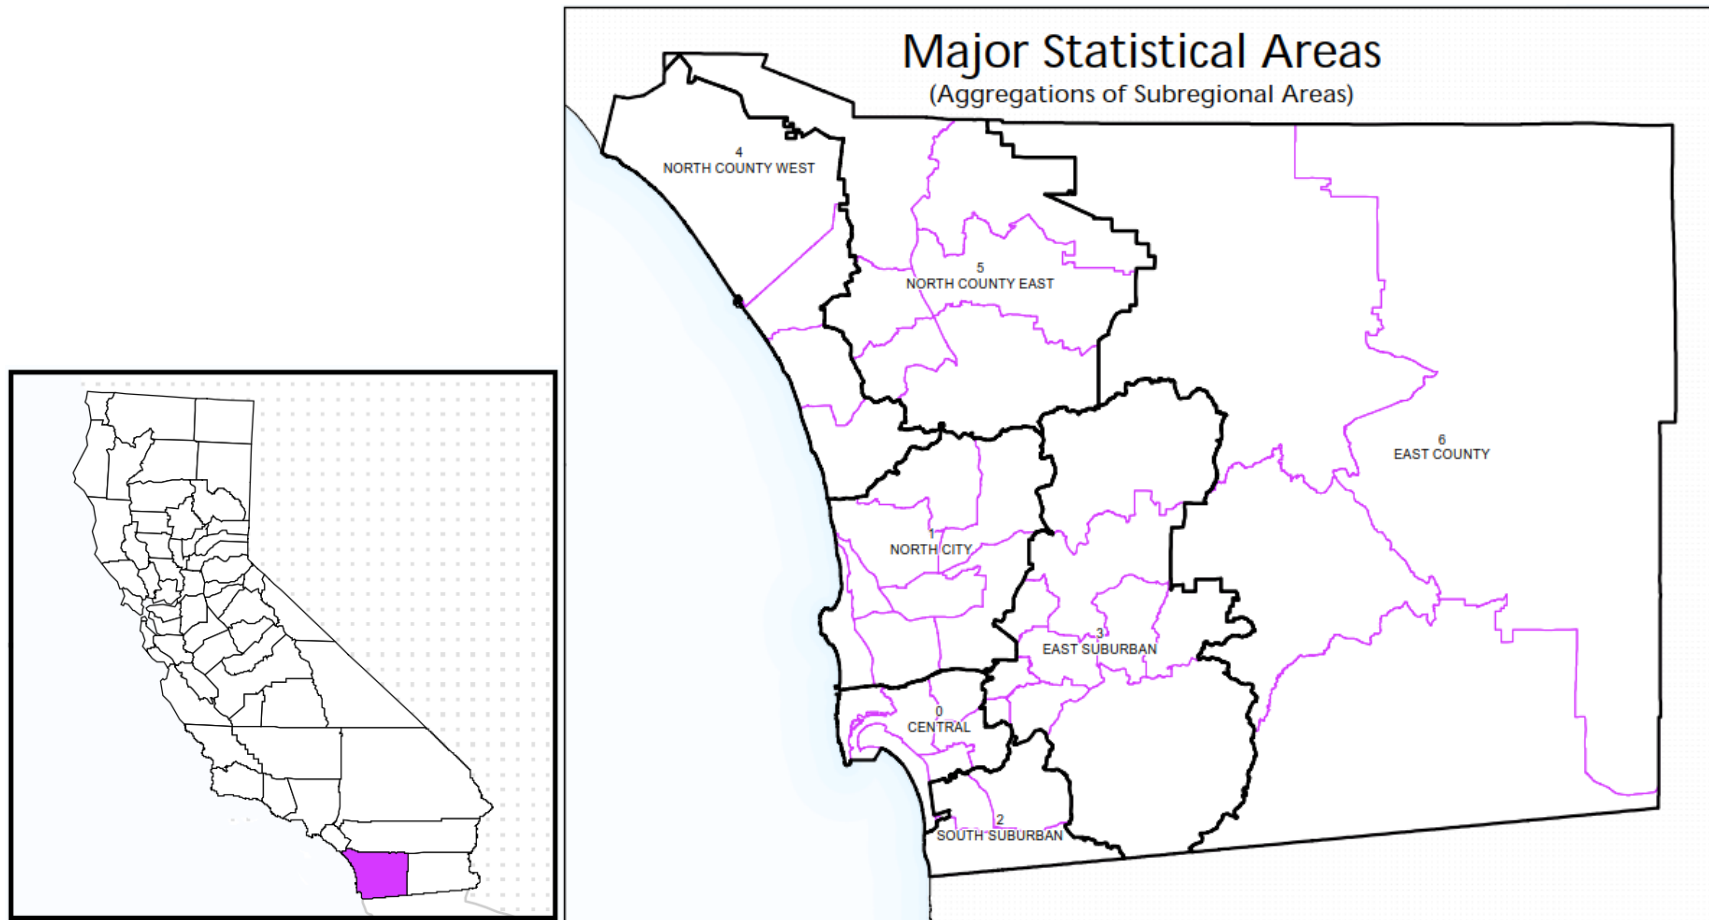 Major Statistical Areas
(Aggregations of Subregional Areas)
4
NORTH COUNTY WEST
5
NORTH COUNTY EAST
6
EAST COUNTY
1
NORTH CITY
3
EAST SUBURBAN
0
CENTRAL
2
SOUTH SUBURBAN